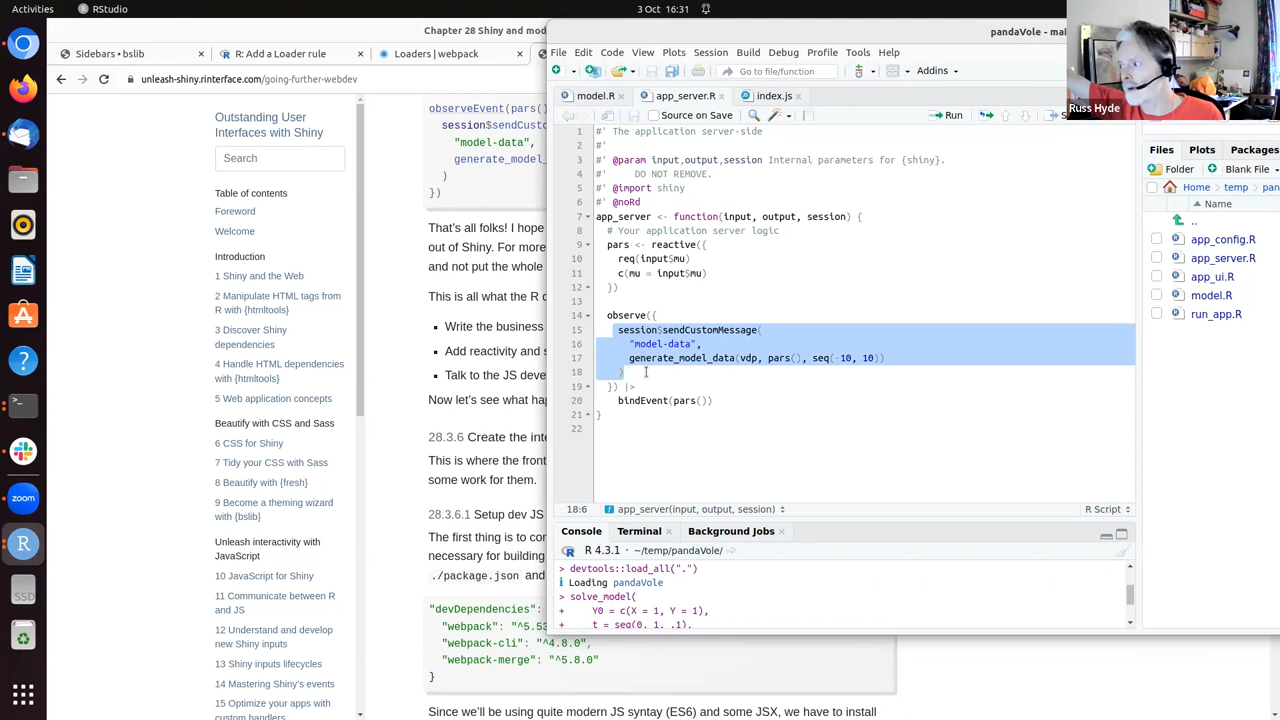 Activities
RStudio
3 Oct 16:31
Chapter 28 Shiny and mod
Sidebars • bslib
R: Add a Loader rule
Loaders | webpack
unleash-shiny.rinterface.com/going-further-webdev
Outstanding User
Interfaces with Shiny
Search
Table of contents
Foreword
Welcome
Introduction
1 Shiny and the Web
2 Manipulate HTML tags from
R with {htmltools}
3 Discover Shiny
dependencies
4 Handle HTML dependencies
with {htmltools}
5 Web application concepts
Beautify with CSS and Sass
6 CSS for Shiny
7 Tidy your CSS with Sass
8 Beautify with {fresh}
9 Become a theming wizard
with {bslib}
Unleash interactivity with
JavaScript
10 JavaScript for Shiny
11 Communicate between R
and JS
12 Understand and develop
new Shiny inputs
13 Shiny inputs lifecycles
14 Mastering Shiny's events
15 Optimize your apps with
custom handlers
observeEvent(pars()
session$sendCusto
"model-data",
generate_model_
)
})
That's all folks! I hope
out of Shiny. For more
and not put the whole
This is all what the R d
Write the business
Add reactivity and s
Talk to the JS deve
Now let's see what hap
28.3.6 Create the inte
This is where the front
some work for them.
28.3.6.1 Setup dev JS
The first thing is to con
necessary for building
./package.json and
"devDependencies":
"webpack": "^5.53
"webpack-cli": "^4.8.0",
"webpack-merge": "^5.8.0"
}
Since we'll be using quite modern JS syntay (ES6) and some JSX, we have to install
pandaVole - mai
File Edit Code View Plots Session Build Debug Profile Tools Help
Go to file/function
Addins
model.R
app_server.R
index.js
Source on Save
Run
1 #' The application server-side
2 #'
3 #' @param input,output,session Internal parameters for {shiny}.
4 #' DO NOT REMOVE.
5 #' @import shiny
6 #' @noRd
7 app_server <- function(input, output, session) {
8 # Your application server logic
9 pars <- reactive({
10 req(input$mu)
11 c(mu = input$mu)
12 })
13
14 observe({
15 session$sendCustomMessage(
16 "model-data",
17 generate_model_data(vdp, pars(), seq(-10, 10))
18 )
19 }) |>
20 bindEvent(pars())
21 }
22
18:6
app_server(input, output, session)
R Script
Console
Terminal
Background Jobs
R 4.3.1 · ~/temp/pandaVole/
> devtools::load_all(".")
ℹ Loading pandaVole
> solve_model(
+ Y0 = c(X = 1, Y = 1),
+ t = seq(0, 1, .1),
Files
Plots
Packages
Folder
Blank File
Home
temp
pan
Name
..
app_config.R
app_server.R
app_ui.R
model.R
run_app.R
Russ Hyde
zoom